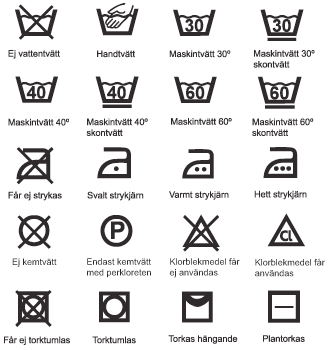 30
30
Ej vattentvätt
Handtvätt
Maskintvätt 30º
Maskintvätt 30º
skontvätt
40
40
60
60
Maskintvätt 40º
Maskintvätt 40º
skontvätt
Maskintvätt 60º
Maskintvätt 60º
skontvätt
Får ej strykas
Svalt strykjärn
Varmt strykjärn
Hett strykjärn
P
Cl
Ej kemtvätt
Endast kemtvätt
med perkloreten
Klorblekmedel får
ej användas
Klorblekmedel får
användas
Får ej torktumlas
Torktumlas
Torkas hängande
Plantorkas